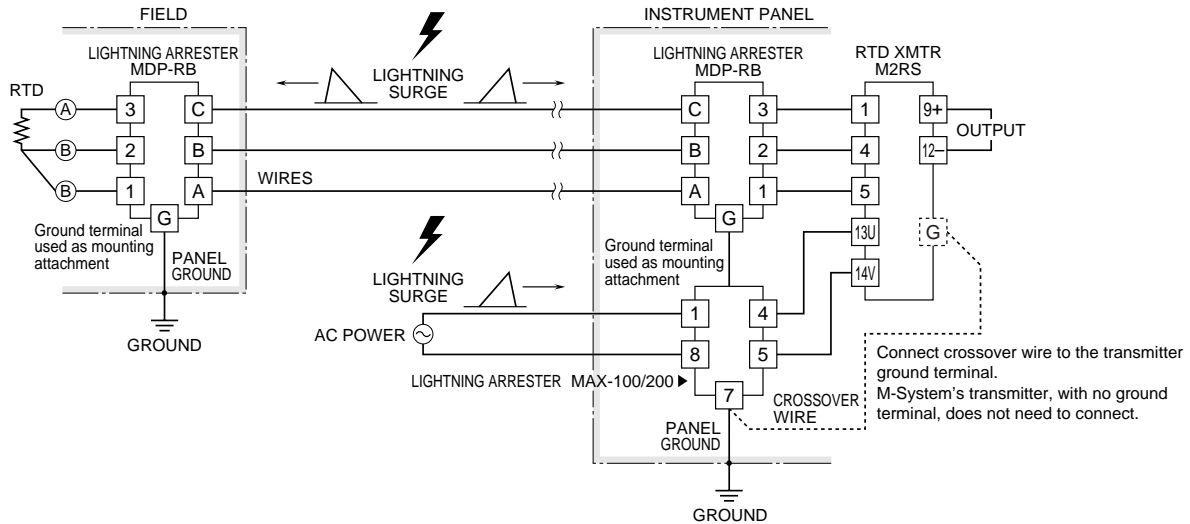 FIELD
INSTRUMENT PANEL
LIGHTNING ARRESTER
MDP-RB
LIGHTNING
SURGE
LIGHTNING ARRESTER
MDP-RB
RTD XMTR
M2RS
RTD
A
3
C
C
3
1
9+
OUTPUT
B
2
B
B
2
4
12–
B
1
A
WIRES
A
1
5
G
G
13U
G
Ground terminal
used as mounting
attachment
PANEL
GROUND
Ground terminal
used as mounting
attachment
14V
LIGHTNING
SURGE
GROUND
AC POWER
1
4
8
5
LIGHTNING ARRESTER MAX-100/200
7
CROSSOVER
WIRE
Connect crossover wire to the transmitter
ground terminal.
M-System's transmitter, with no ground
terminal, does not need to connect.
PANEL
GROUND
GROUND